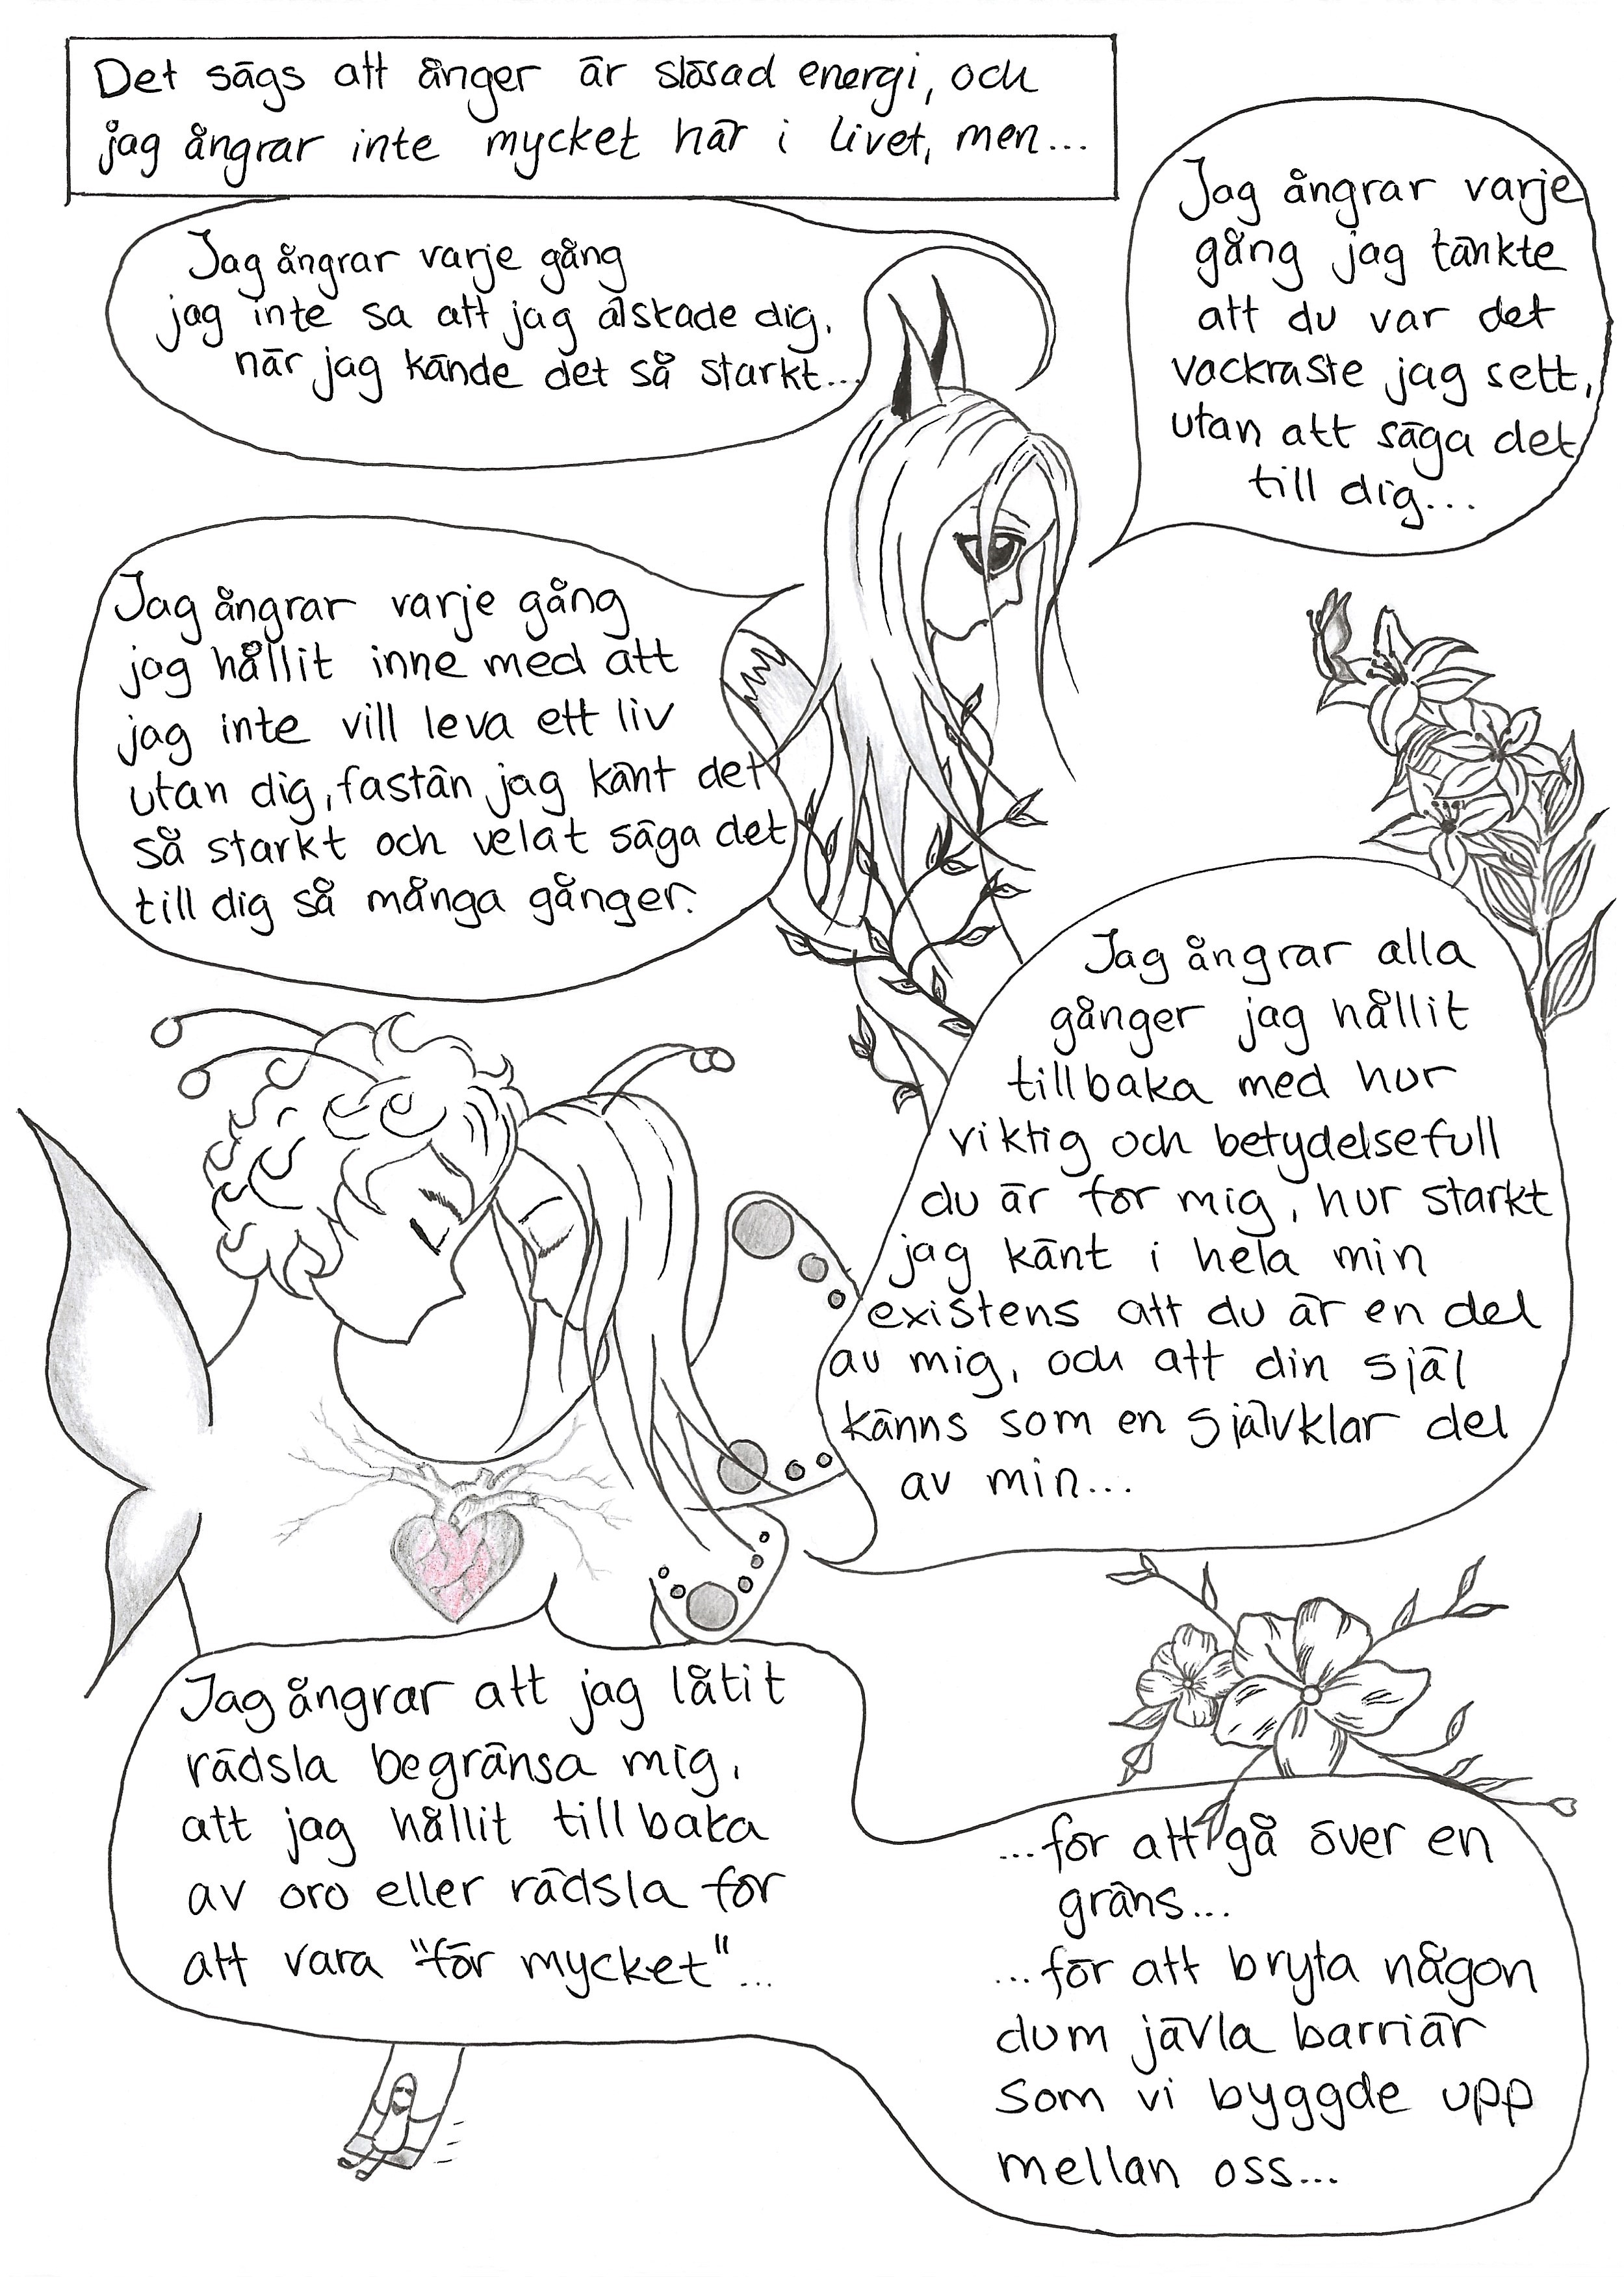 Det sägs att ånger är slösad energi, och
jag ångrar inte mycket här i livet, men...
Jag ångrar varje gång
jag inte sa att jag älskade dig,
när jag kände det så starkt...
Jag ångrar varje
gång jag tänkte
att du var det
vackraste jag sett,
utan att säga det
till dig...
Jag ångrar varje gång
jag hållit inne med att
jag inte vill leva ett liv
utan dig, fastän jag känt det
så starkt och velat säga det
till dig så många gånger.
Jag ångrar alla
gånger jag hållit
tillbaka med hur
viktig och betydelsefull
du är för mig, hur starkt
jag känt i hela min
existens att du är en del
av mig, och att din själ
känns som en självklar del
av min...
Jag ångrar att jag låtit
rädsla begränsa mig,
att jag hållit tillbaka
av oro eller rädsla för
att vara "för mycket"...
...för att gå över en
gräns...
...för att bryta någon
dum jävla barriär
som vi byggde upp
mellan oss...